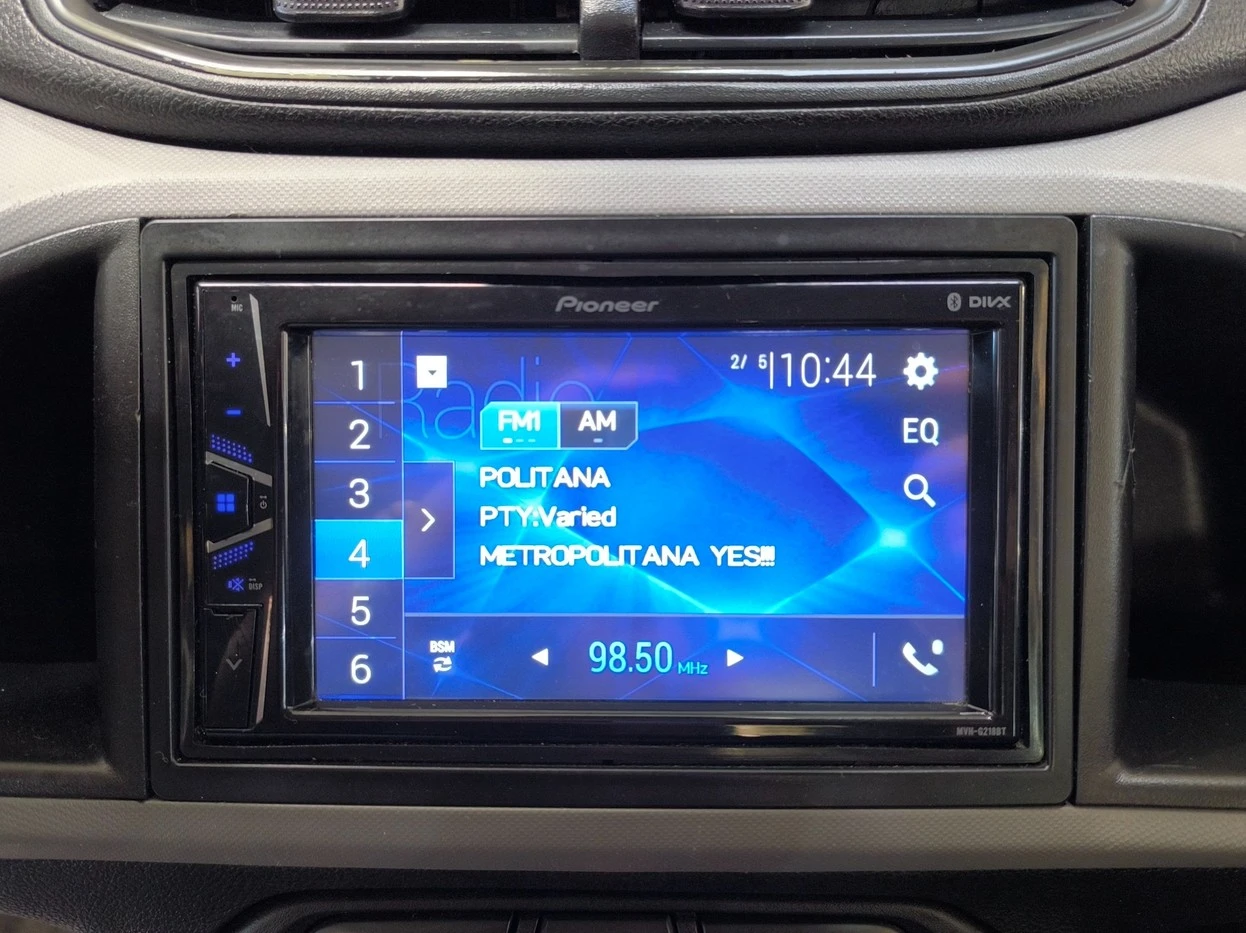 MIC
Pioneer
DIVX
1
2
3
4
5
6
Radio
2/ 5
10:44
FM1
AM
EQ
POLITANA
PTY:Varied
METROPOLITANA YES!!!
DISP
BSM
98.50 MHz
MVH-G218BT